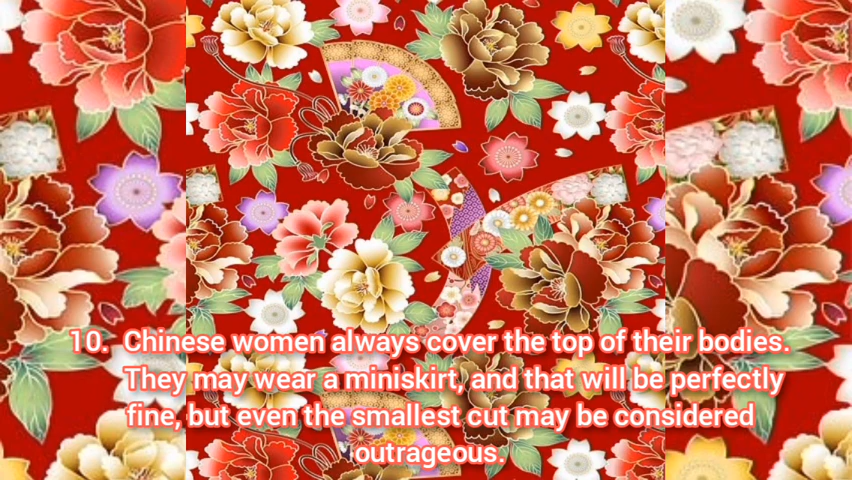 10. Chinese women always cover the top of their bodies.
They may wear a miniskirt, and that will be perfectly
fine, but even the smallest cut may be considered
outrageous.